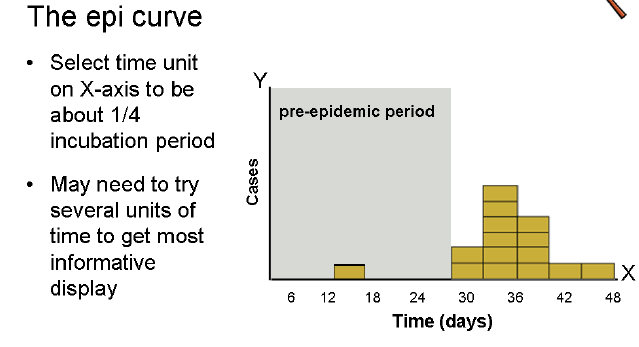 The epi curve
• Select time unit
on X-axis to be
about 1/4
incubation period
• May need to try
several units of
time to get most
informative
display
Y
pre-epidemic period
Cases
X
6 12 18 24 30 36 42 48
Time (days)